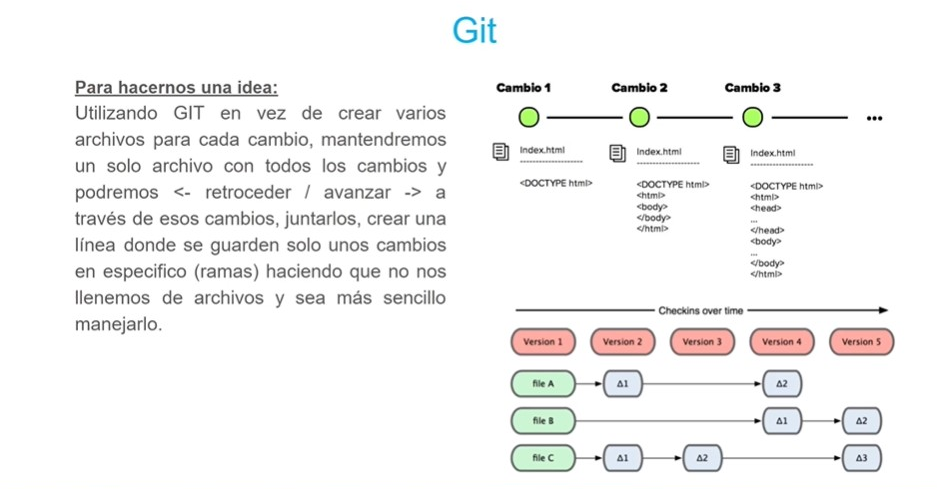 Git
Para hacernos una idea:
Utilizando GIT en vez de crear varios
archivos para cada cambio, mantendremos
un solo archivo con todos los cambios y
podremos <- retroceder / avanzar -> a
través de esos cambios, juntarlos, crear una
línea donde se guarden solo unos cambios
en especifico (ramas) haciendo que no nos
llenemos de archivos y sea más sencillo
manejarlo.
Cambio 1
Cambio 2
Cambio 3
...
Index.html
<DOCTYPE html>
Index.html
<DOCTYPE html>
<html>
<body>
</body>
</html>
Index.html
<DOCTYPE html>
<html>
<head>
...
</head>
<body>
...
</body>
</html>
Checkins over time
Version 1
Version 2
Version 3
Version 4
Version 5
file A
Δ1
Δ2
file B
Δ1
Δ2
file C
Δ1
Δ2
Δ3